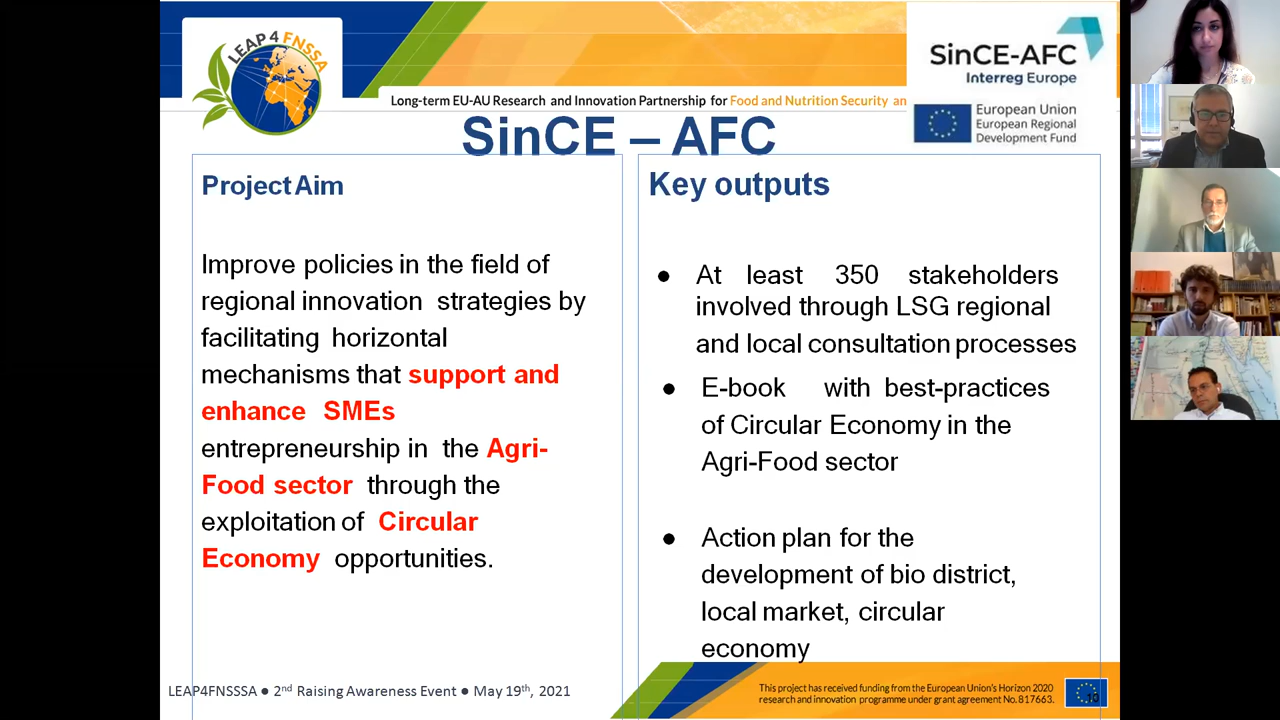 LEAP 4 FNSSA
SinCE-AFC
Interreg Europe
Long-term EU-AU Research and Innovation Partnership for Food and Nutrition Security an
European Union
European Regional
Development Fund
SinCE – AFC
Project Aim
Improve policies in the field of
regional innovation strategies by
facilitating horizontal
mechanisms that support and
enhance SMEs
entrepreneurship in the Agri-
Food sector through the
exploitation of Circular
Economy opportunities.
Key outputs
● At least 350 stakeholders
involved through LSG regional
and local consultation processes
● E-book with best-practices
of Circular Economy in the
Agri-Food sector
● Action plan for the
development of bio district,
local market, circular
economy
LEAP4FNSSSA ● 2nd Raising Awareness Event ● May 19th, 2021
This project has received funding from the European Union's Horizon 2020
research and innovation programme under grant agreement No.817663.